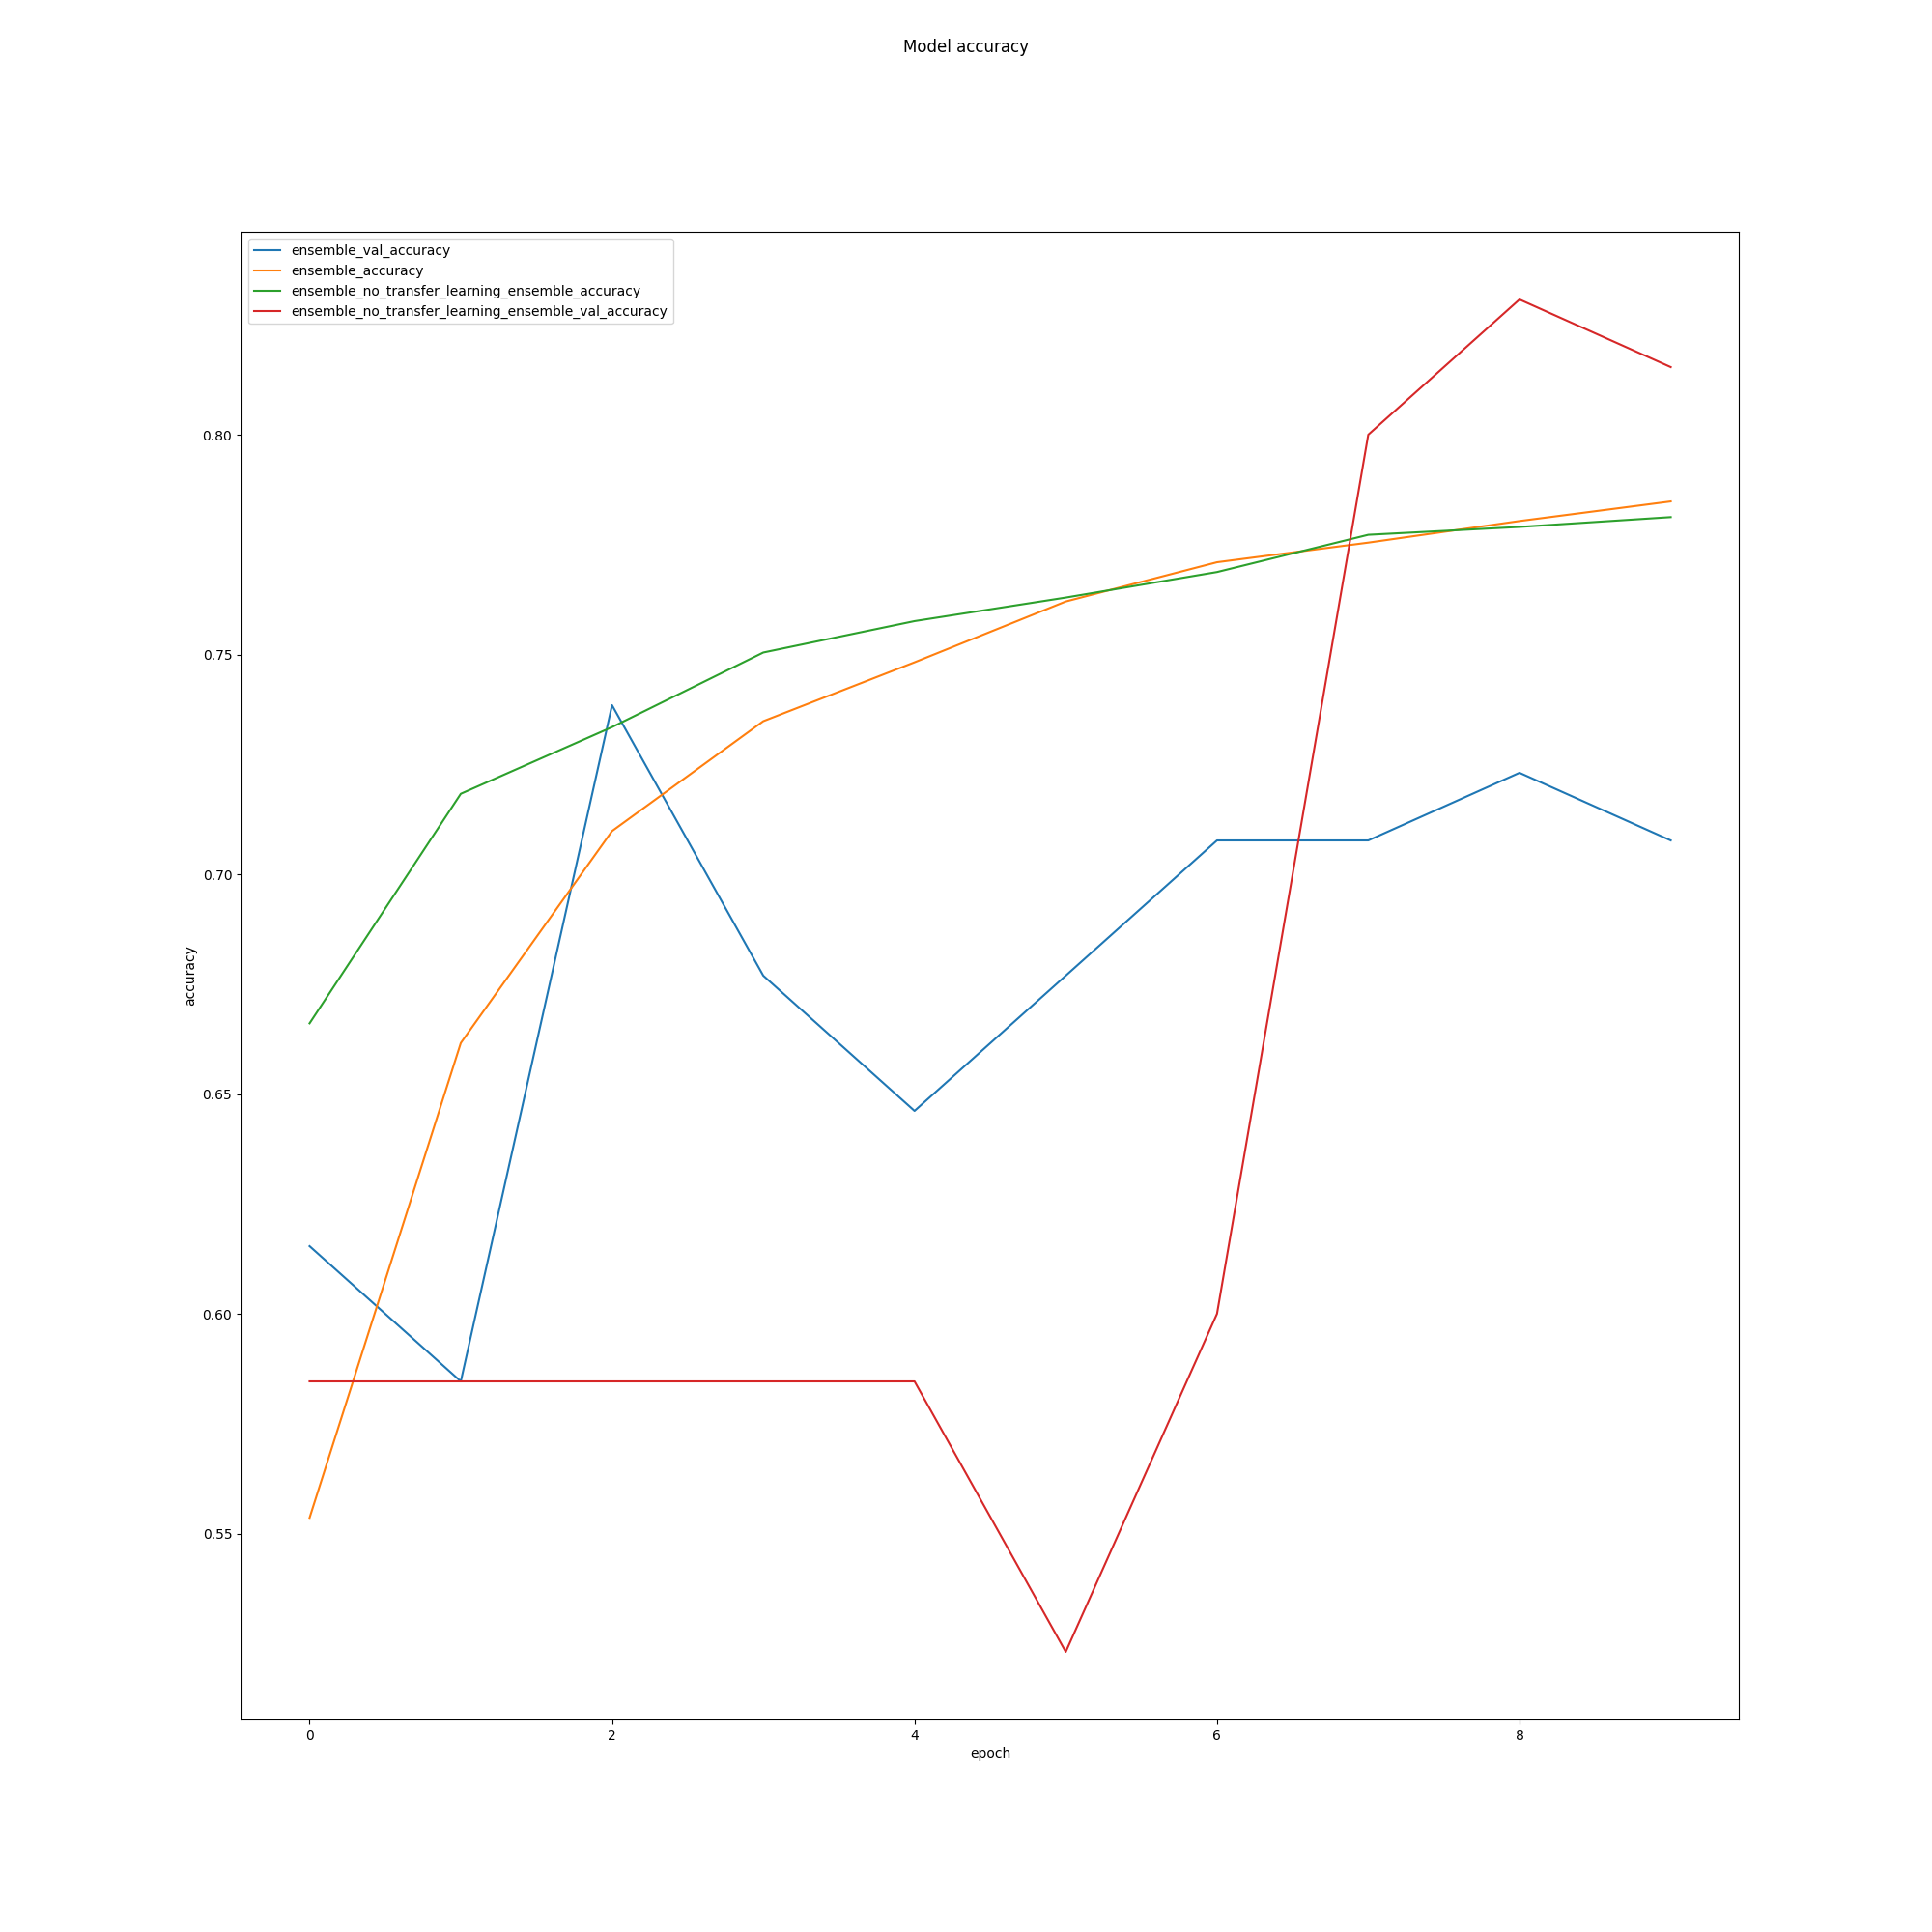 Model accuracy
ensemble_val_accuracy
ensemble_accuracy
ensemble_no_transfer_learning_ensemble_accuracy
ensemble_no_transfer_learning_ensemble_val_accuracy
0.80
0.75
0.70
0.65
0.60
0.55
accuracy
0 2 4 6 8
epoch